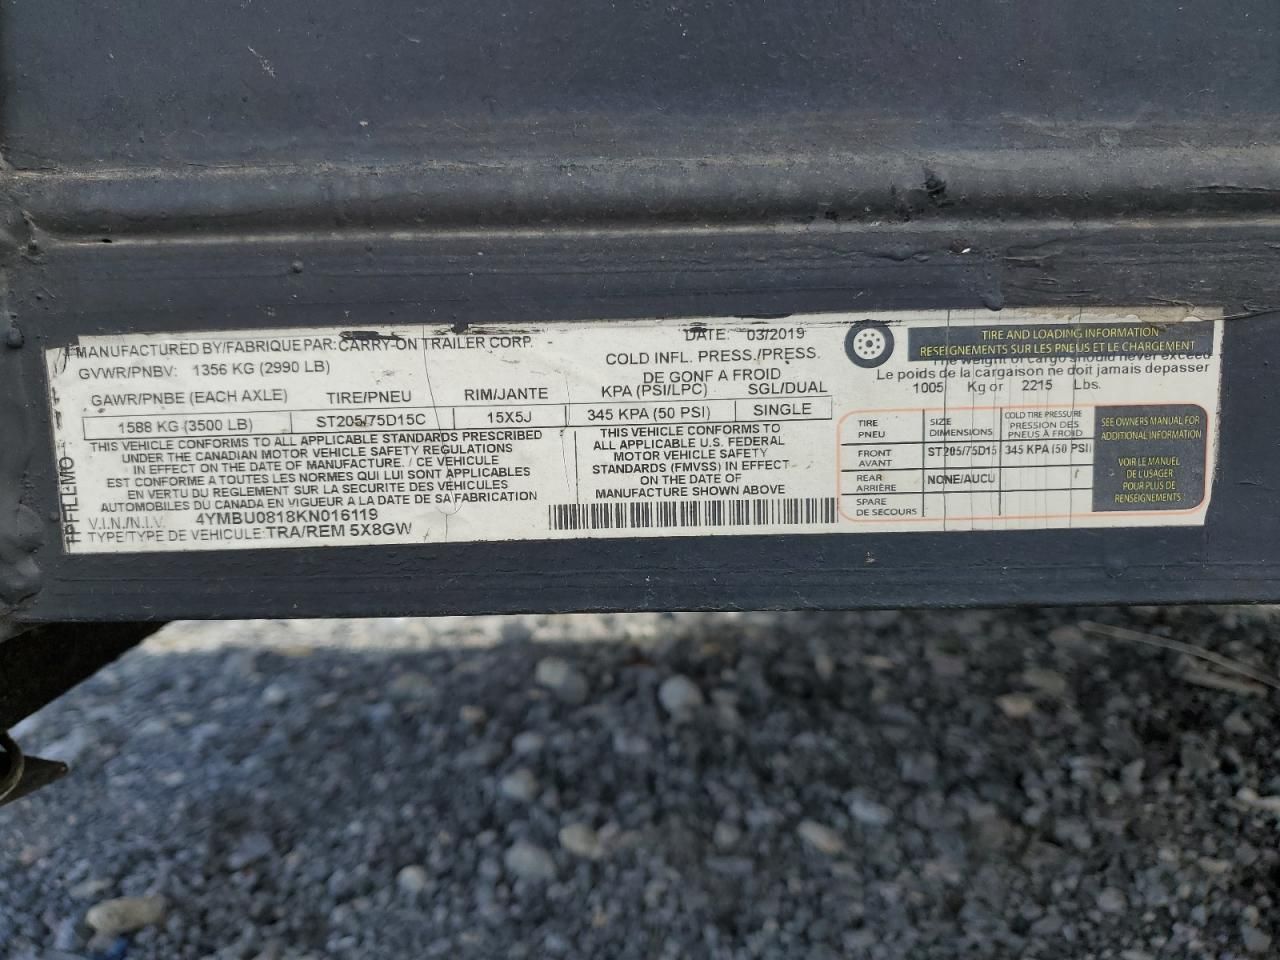 MANUFACTURED BY/FABRIQUE PAR: CARRY-ON TRAILER CORP.
DATE: 03/2019
GVWR/PNBV: 1356 KG (2990 LB)
COLD INFL. PRESS./PRESS.
DE GONF A FROID
GAWR/PNBE (EACH AXLE) TIRE/PNEU RIM/JANTE KPA (PSI/LPC) SGL/DUAL
1588 KG (3500 LB) ST205/75D15C 15X5J 345 KPA (50 PSI) SINGLE
THIS VEHICLE CONFORMS TO ALL APPLICABLE STANDARDS PRESCRIBED
UNDER THE CANADIAN MOTOR VEHICLE SAFETY REGULATIONS
IN EFFECT ON THE DATE OF MANUFACTURE. / CE VEHICULE
EST CONFORME A TOUTES LES NORMES QUI LUI SONT APPLICABLES
EN VERTU DU REGLEMENT SUR LA SECURITE DES VÉHICULES
AUTOMOBILES DU CANADA EN VIGUEUR A LA DATE DE SA FABRICATION
THIS VEHICLE CONFORMS TO
ALL APPLICABLE U.S. FEDERAL
MOTOR VEHICLE SAFETY
STANDARDS (FMVSS) IN EFFECT
ON THE DATE OF
MANUFACTURE SHOWN ABOVE
V.I.N/N.I.V. 4YMBU0818KN016119
TYPE/TYPE DE VEHICULE: TRA/REM 5X8GW
TIRE AND LOADING INFORMATION
RESEIGNEMENTS SUR LES PNEUS ET LE CHARGEMENT
The weight of cargo should never exceed
Le poids de la cargaison ne doit jamais depasser
1005 Kg or 2215 Lbs.
TIRE
PNEU
SIZE
DIMENSIONS
COLD TIRE PRESSURE
PRESSION DES
PNEUS À FROID
FRONT
AVANT
ST205/75D15 345 KPA (50 PSI)
REAR
ARRIÈRE
NONE/AUCU
SPARE
DE SECOURS
SEE OWNERS MANUAL FOR
ADDITIONAL INFORMATION
VOIR LE MANUEL
DE L'USAGER
POUR PLUS DE
RENSEIGNEMENTS